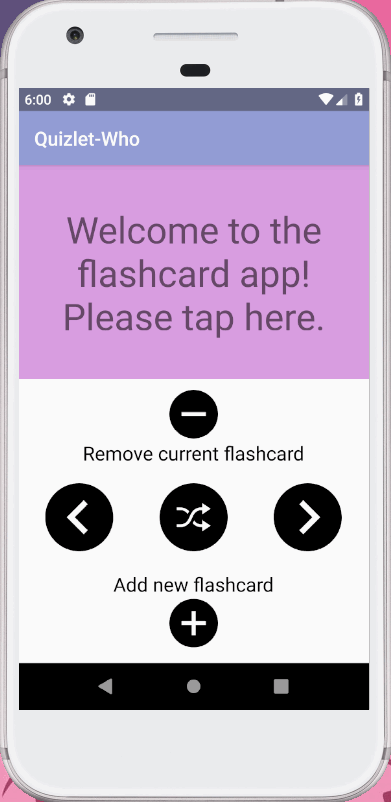 6:00
Quizlet-Who
Welcome to the
flashcard app!
Please tap here.
Remove current flashcard
Add new flashcard